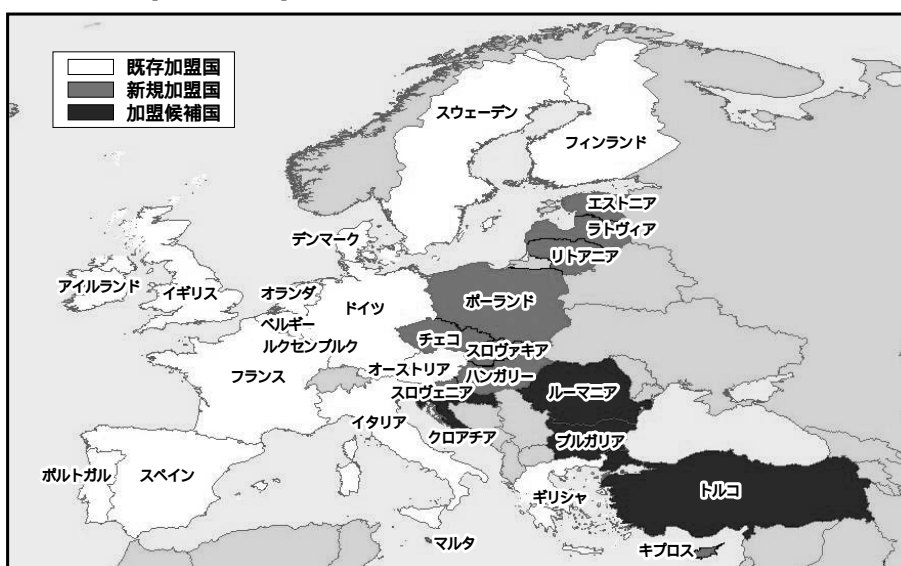 既存加盟国
新規加盟国
加盟候補国
スウェーデン
フィンランド
エストニア
ラトヴィア
リトアニア
デンマーク
アイルランド
イギリス
オランダ
ドイツ
ポーランド
ベルギー
ルクセンブルク
チェコ
スロヴァキア
フランス
オーストリア
ハンガリー
スロヴェニア
ルーマニア
イタリア
クロアチア
ブルガリア
ポルトガル
スペイン
ギリシャ
トルコ
マルタ
キプロス